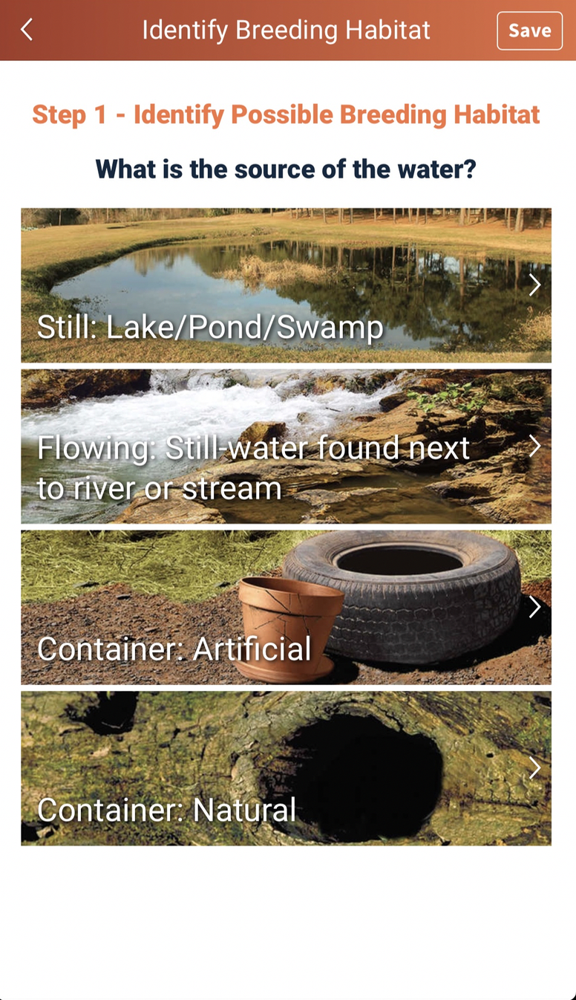 Identify Breeding Habitat
Save
Step 1 - Identify Possible Breeding Habitat
What is the source of the water?
Still: Lake/Pond/Swamp
Flowing: Still-water found next
to river or stream
Container: Artificial
Container: Natural